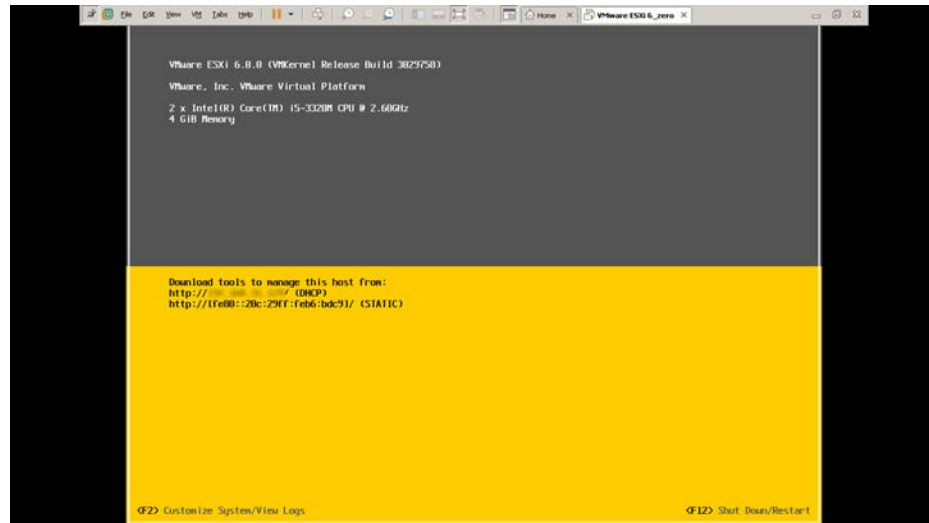 File Edit View VM Tabs Help Home × VMware ESXi 6_zero ×
VMware ESXi 6.0.0 (VMKernel Release Build 3029758)
VMware, Inc. VMware Virtual Platform
2 x Intel(R) Core(TM) i5-3320M CPU @ 2.60GHz
4 GiB Memory
Download tools to manage this host from:
http:// / (DHCP)
http://[fe80::20c:29ff:feb6:bdc9]/ (STATIC)
<F2> Customize System/View Logs <F12> Shut Down/Restart